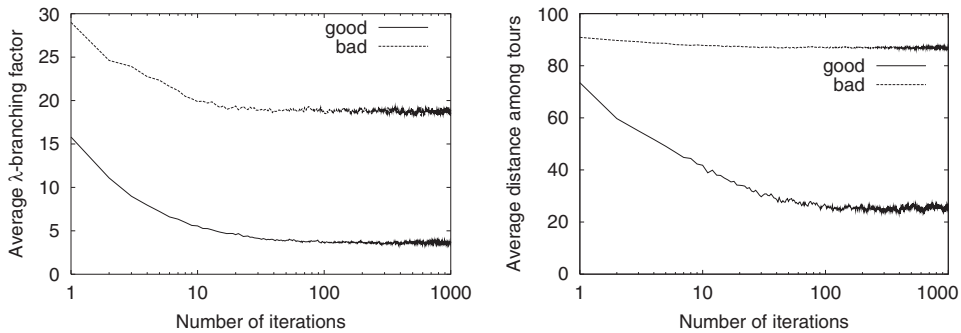 30
25
20
15
10
5
0
Average λ-branching factor
good
bad
1
10
100
1000
Number of iterations
100
80
60
40
20
0
Average distance among tours
good
bad
1
10
100
1000
Number of iterations